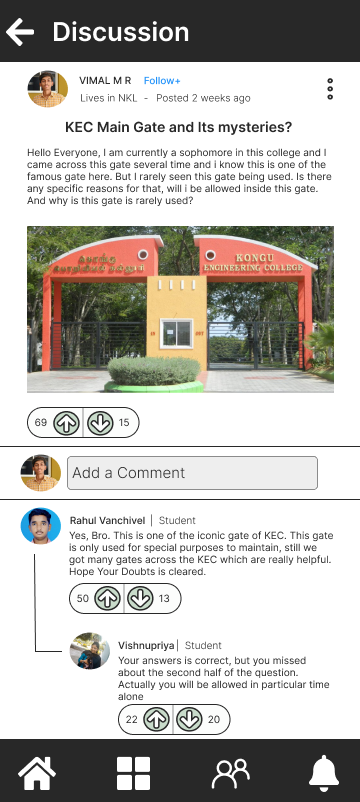 Discussion
VIMAL M R Follow+
Lives in NKL - Posted 2 weeks ago
KEC Main Gate and Its mysteries?
Hello Everyone, I am currently a sophomore in this college and I
came across this gate several time and i know this is one of the
famous gate here. But I rarely seen this gate being used. Is there
any specific reasons for that, will i be allowed inside this gate.
And why is this gate is rarely used?
கொங்கு
KONGU
பொறியியல் கல்லூரி
ENGINEERING COLLEGE
69 15
Add a Comment
Rahul Vanchivel | Student
Yes, Bro. This is one of the iconic gate of KEC. This gate
is only used for special purposes to maintain, still we
got many gates across the KEC which are really helpful.
Hope Your Doubts is cleared.
50 13
Vishnupriya | Student
Your answers is correct, but you missed
about the second half of the question.
Actually you will be allowed in particular time
alone
22 20